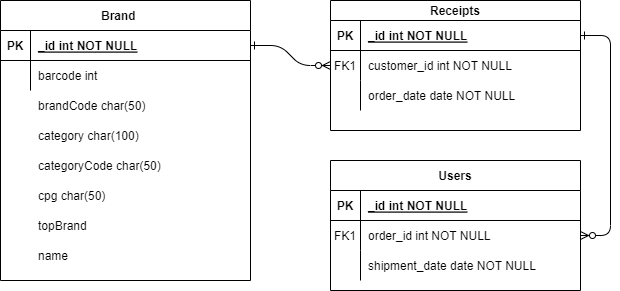 Brand
PK _id int NOT NULL
barcode int
brandCode char(50)
category char(100)
categoryCode char(50)
cpg char(50)
topBrand
name
Receipts
PK _id int NOT NULL
FK1 customer_id int NOT NULL
order_date date NOT NULL
Users
PK _id int NOT NULL
FK1 order_id int NOT NULL
shipment_date date NOT NULL